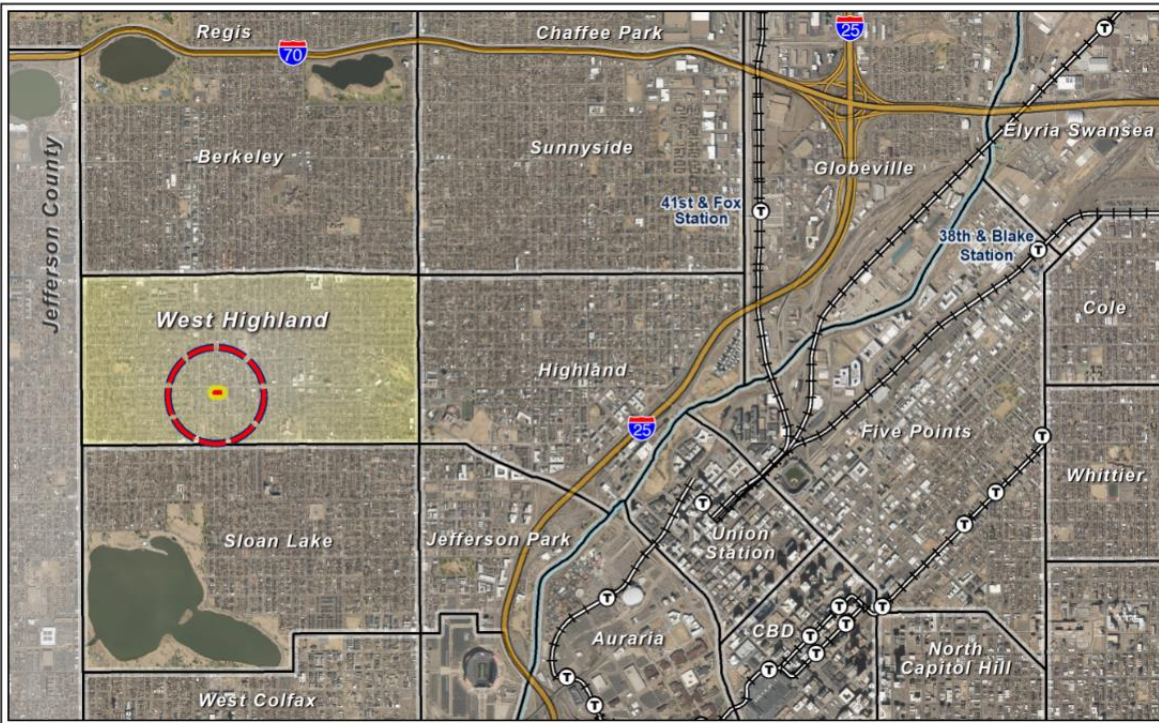 Regis
Chaffee Park
25
70
Jefferson County
Berkeley
Sunnyside
Globeville
Elyria Swansea
T
41st & Fox
Station
T
38th & Blake
Station
T
Cole
West Highland
Highland
25
Five Points
T
Whittier
T
T
T
Sloan Lake
Jefferson Park
Union
Station
T
T
T
T
T
T
Auraria
CBD
North
Capitol Hill
T
T
T
West Colfax